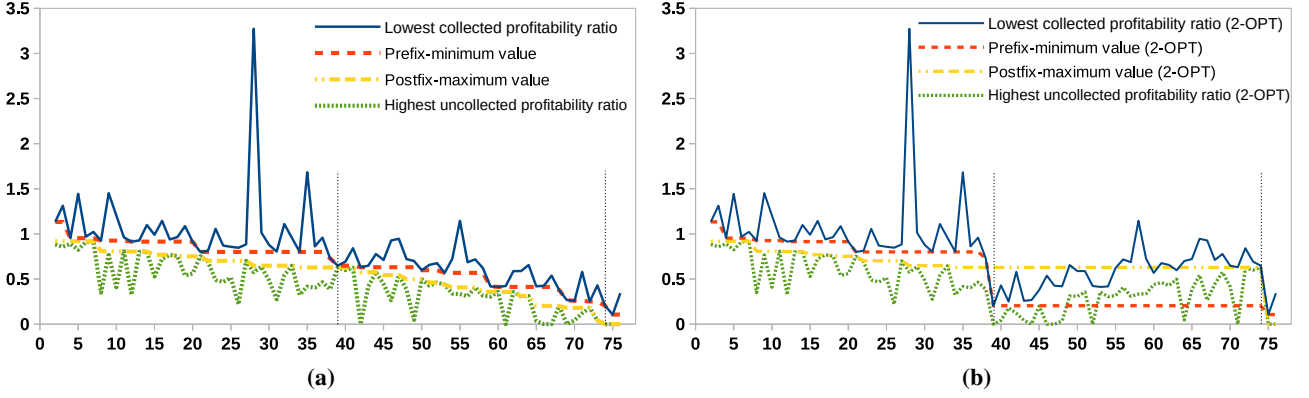 3.5
3
2.5
2
1.5
1
0.5
0
0 5 10 15 20 25 30 35 40 45 50 55 60 65 70 75
Lowest collected profitability ratio
Prefix-minimum value
Postfix-maximum value
Highest uncollected profitability ratio
(a)
3.5
3
2.5
2
1.5
1
0.5
0
0 5 10 15 20 25 30 35 40 45 50 55 60 65 70 75
Lowest collected profitability ratio (2-OPT)
Prefix-minimum value (2-OPT)
Postfix-maximum value (2-OPT)
Highest uncollected profitability ratio (2-OPT)
(b)